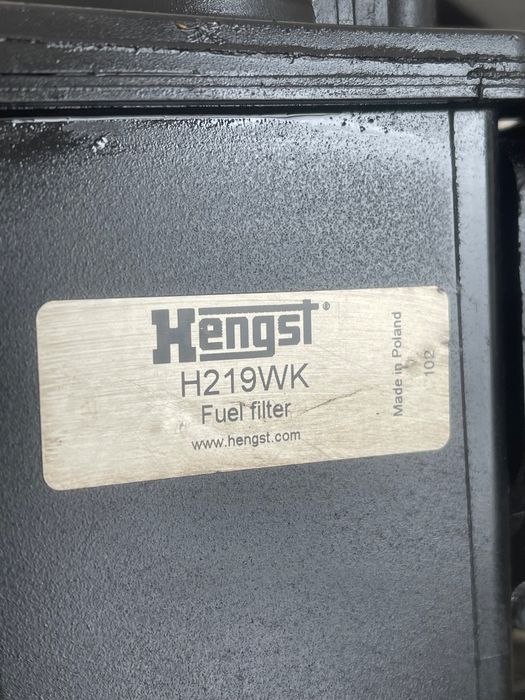 Hengst®
H219WK
Fuel filter
www.hengst.com
Made in Poland
102